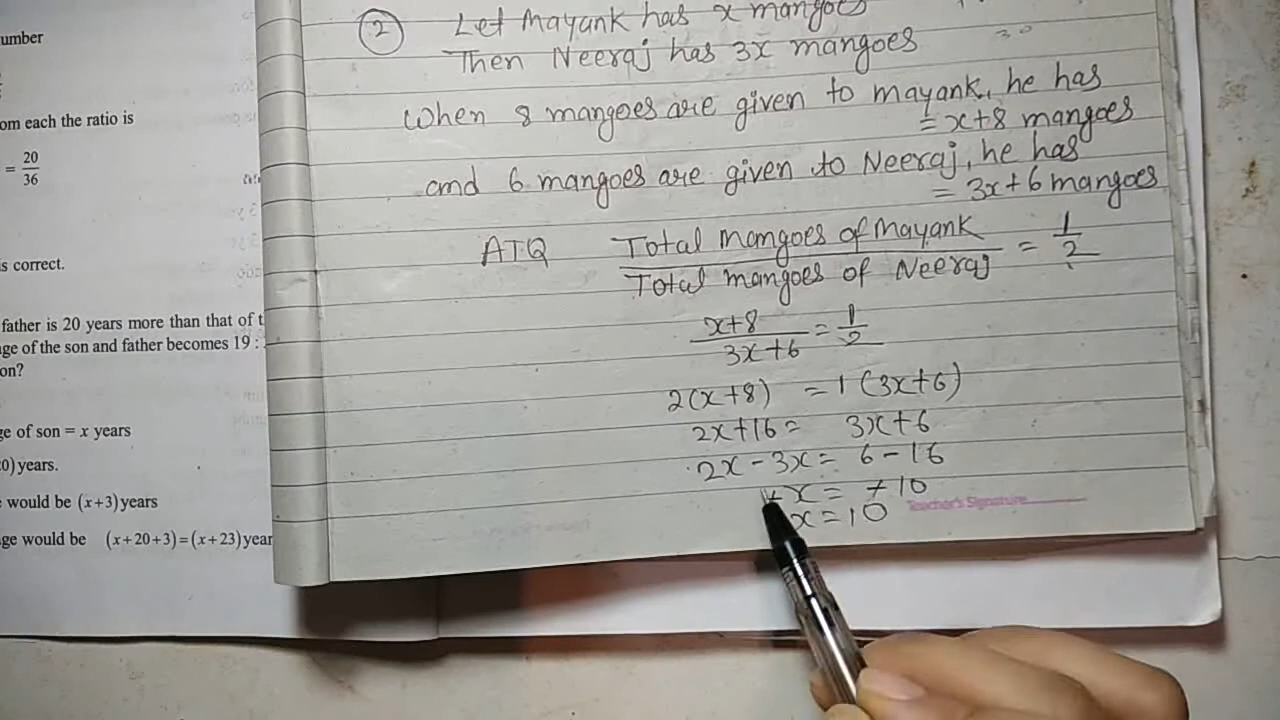 umber
om each the ratio is
= 20/36
s correct.
father is 20 years more than that of t
ge of the son and father becomes 19 :
on?
ge of son = x years
0) years.
would be (x+3) years
ge would be (x+20+3)=(x+23) year
② Let Mayank has x mangoes
Then Neeraj has 3x mangoes
When 8 mangoes are given to mayank, he has
= x+8 mangoes
and 6 mangoes are given to Neeraj, he has
= 3x+6 mangoes
ATQ Total mangoes of Mayank / Total mangoes of Neeraj = 1/2
x+8 / 3x+6 = 1/2
2(x+8) = 1(3x+6)
2x+16 = 3x+6
2x-3x = 6-16
+x = +10
x = 10
Teacher's Signature